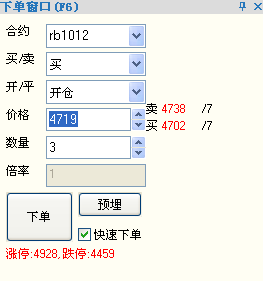 下单窗口(F6)
合约 rb1012
买/卖 买
开/平 开仓
价格 4719 卖 4738 /7
买 4702 /7
数量 3
倍率 1
下单 预埋
快速下单
涨停:4928,跌停:4459